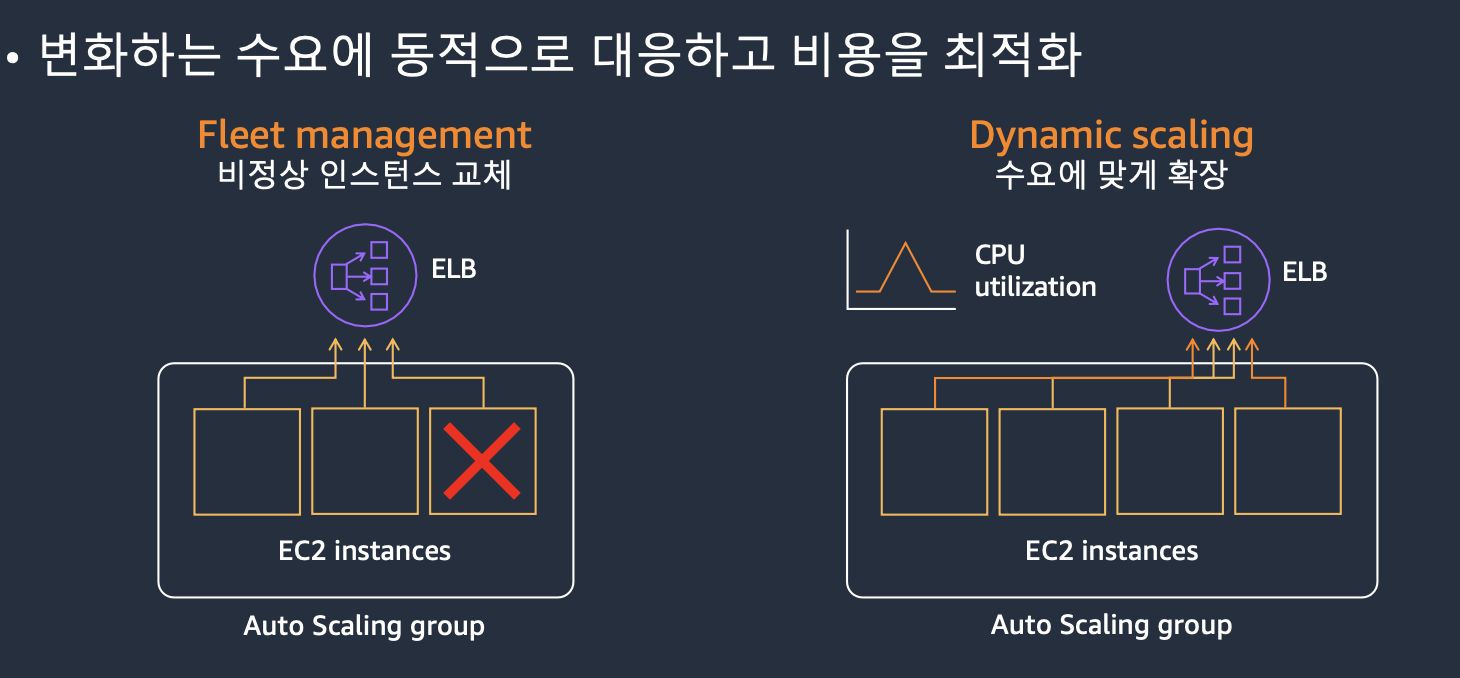 • 변화하는 수요에 동적으로 대응하고 비용을 최적화
Fleet management
비정상 인스턴스 교체
ELB
EC2 instances
Auto Scaling group
Dynamic scaling
수요에 맞게 확장
CPU
utilization
ELB
EC2 instances
Auto Scaling group